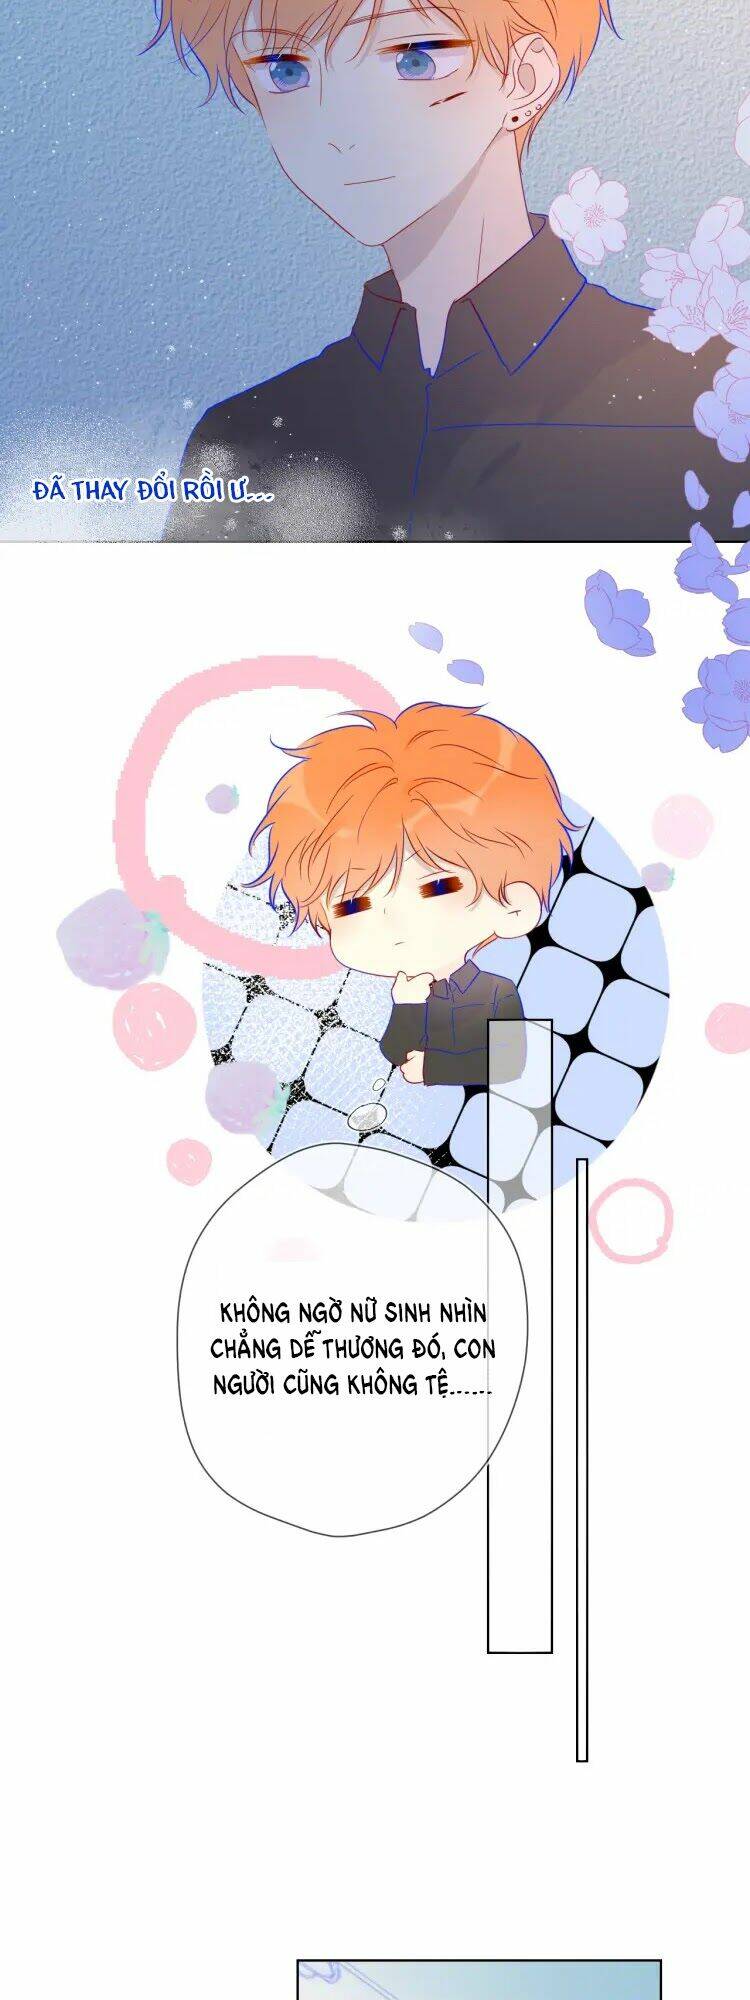 ĐÃ THAY ĐỔI RỒI Ư...
KHÔNG NGỜ NỮ SINH NHÌN
CHẲNG DỄ THƯƠNG ĐÓ, CON
NGƯỜI CŨNG KHÔNG TỆ......